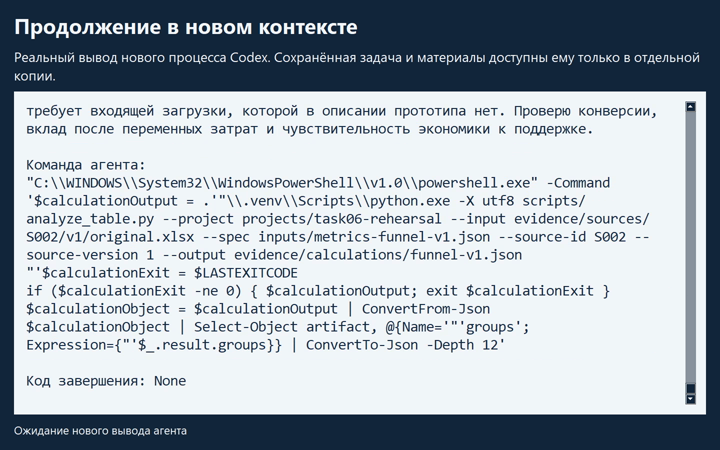 Продолжение в новом контексте
Реальный вывод нового процесса Codex. Сохранённая задача и материалы доступны ему только в отдельной
копии.
требует входящей загрузки, которой в описании прототипа нет. Проверю конверсии,
вклад после переменных затрат и чувствительность экономики к поддержке.
Команда агента:
"C:\\WINDOWS\\System32\\WindowsPowerShell\\v1.0\\powershell.exe" -Command
'$calculationOutput = .'"\\.venv\\Scripts\\python.exe -X utf8 scripts/
analyze_table.py --project projects/task06-rehearsal --input evidence/sources/
S002/v1/original.xlsx --spec inputs/metrics-funnel-v1.json --source-id S002 --
source-version 1 --output evidence/calculations/funnel-v1.json
"'$calculationExit = $LASTEXITCODE
if ($calculationExit -ne 0) { $calculationOutput; exit $calculationExit }
$calculationObject = $calculationOutput | ConvertFrom-Json
$calculationObject | Select-Object artifact, @{Name='"'groups';
Expression={"'$_.result.groups}} | ConvertTo-Json -Depth 12'
Код завершения: None
Ожидание нового вывода агента